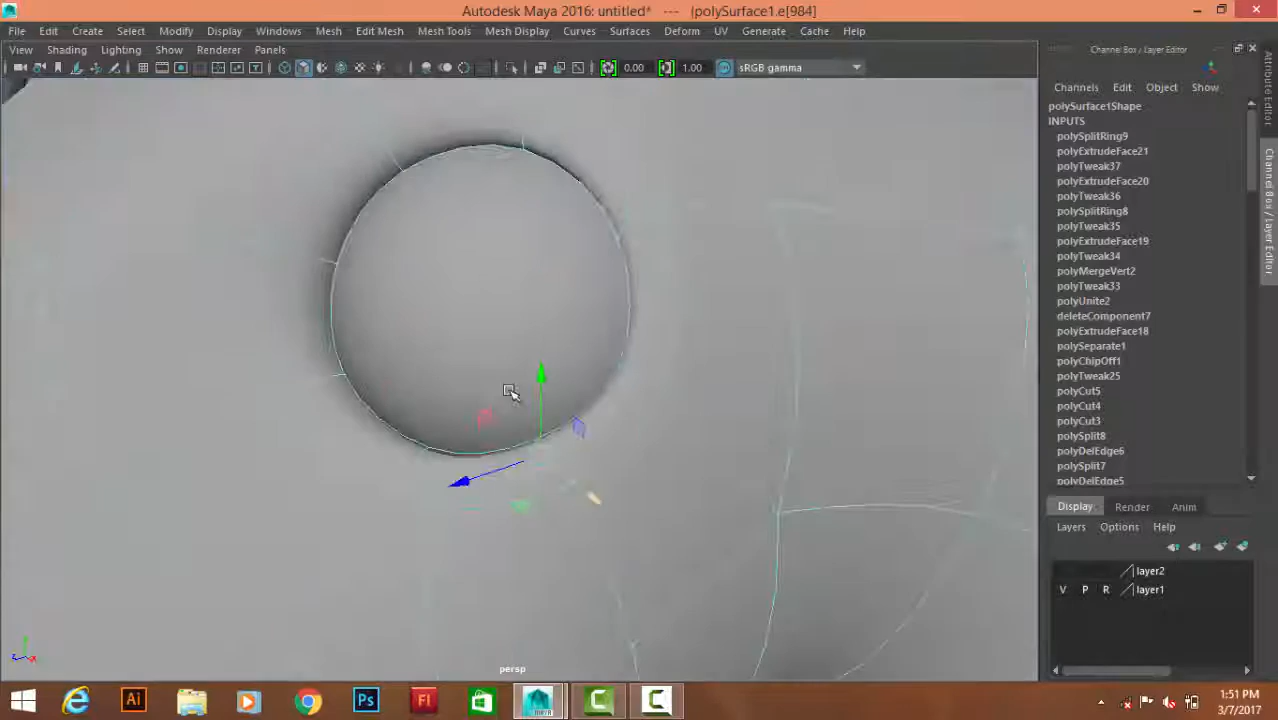 Autodesk Maya 2016: untitled* --- (polySurface1.e[984]
File Edit Select Modify Display Windows Mesh Edit Mesh Mesh Tools Mesh Display Curves Surfaces Deform UV Generate Cache Help
View Shading Lighting Show Renderer Panels
0.00 1.00 sRGB gamma
Channel Box / Layer Editor
Channels Edit Object Show
polySurface1Shape
INPUTS
polySplitRing9
polyExtrudeFace21
polyTweak37
polyExtrudeFace20
polyTweak36
polySplitRing8
polyTweak35
polyExtrudeFace19
polyTweak34
polyMergeVert2
polyTweak33
polyUnite2
deleteComponent7
polyExtrudeFace18
polySeparate1
polyChipOff1
polyTweak25
polyCut5
polyCut4
polyCut3
polySplit8
polyDelEdge6
polySplit7
polyDelEdge5
Attribute Editor
Channel Box / Layer Editor
Display Render Anim
Layers Options Help
layer2
V P R layer1
persp
Ai Ps Fl
1:51 PM
3/7/2017